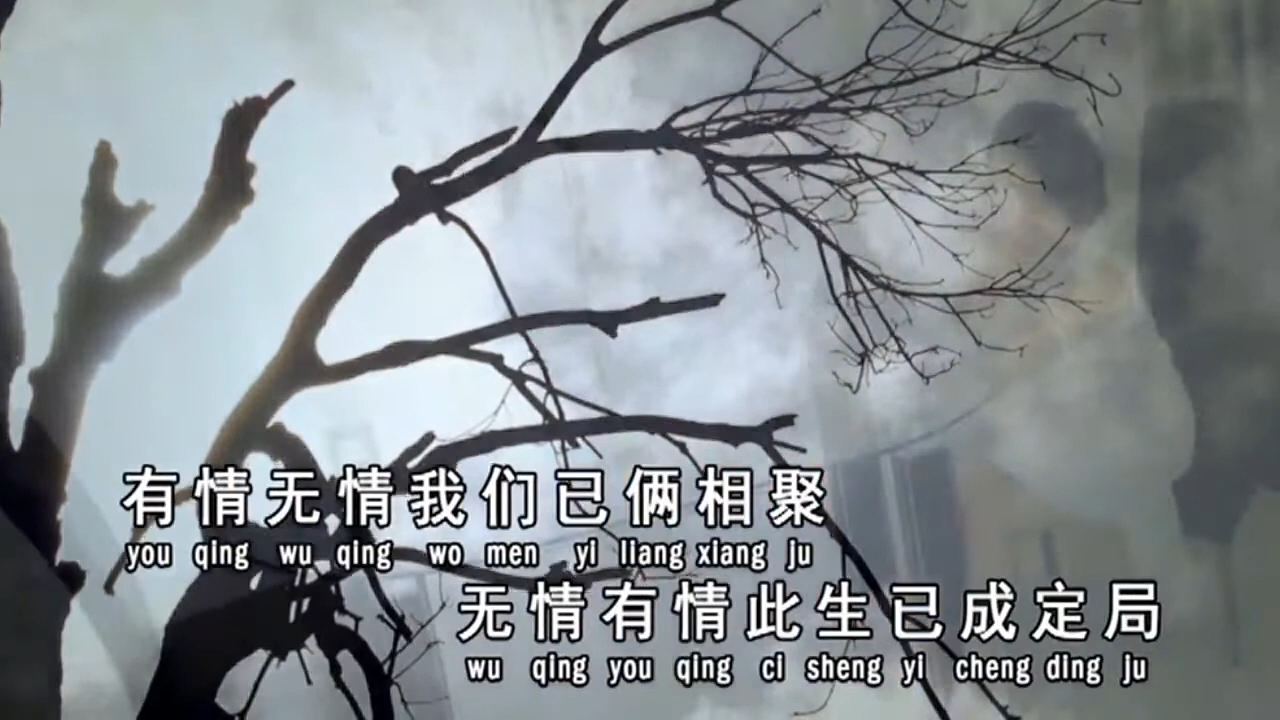 有情无情我们已俩相聚
you qing wu qing wo men yi liang xiang ju
无情有情此生已成定局
wu qing you qing ci sheng yi cheng ding ju